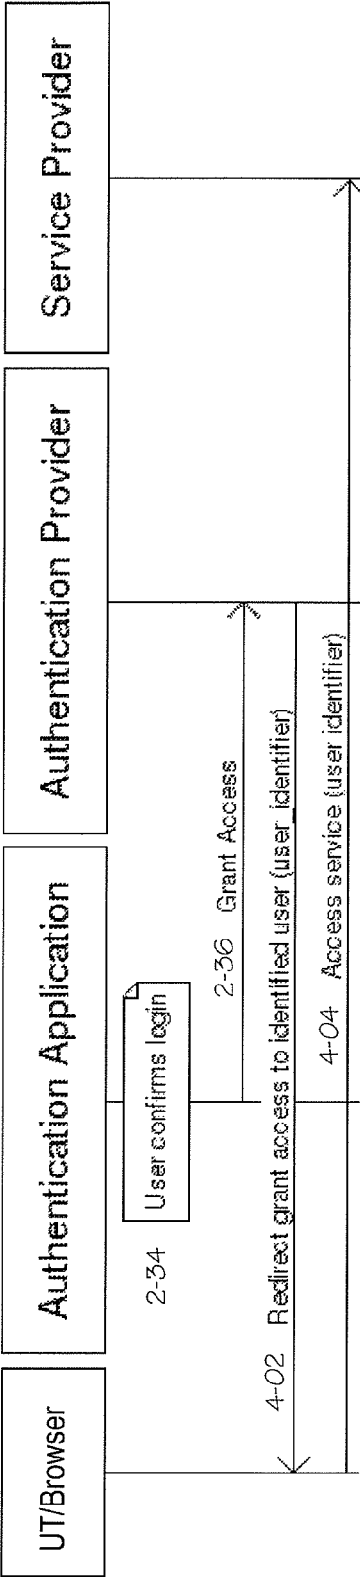 UT/Browser
Authentication Application
Authentication Provider
Service Provider
2-34
User confirms login
2-36 Grant Access
4-02 Redirect grant access to identified user (user_identifier)
4-04 Access service (user identifier)